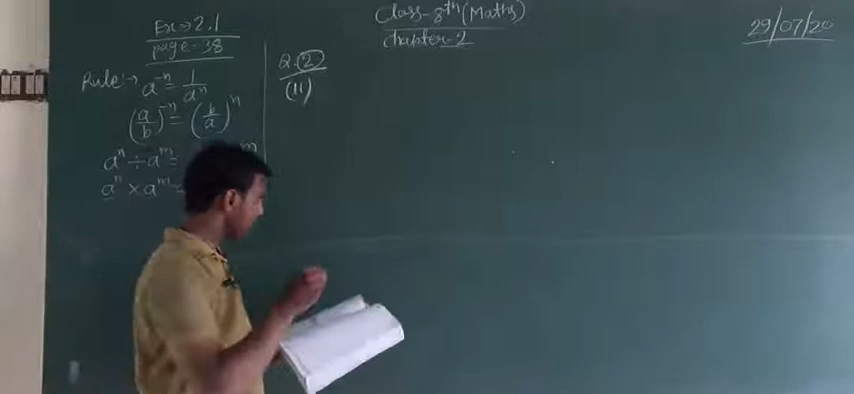 Class-8th (Maths)
chapter-2
29/07/20
Ex⇒2.1
page-38
Rule:→ a⁻ⁿ = 1/aⁿ
(a/b)⁻ⁿ = (b/a)ⁿ
aⁿ ÷ aᵐ = m
aⁿ × aᵐ =
Q.(2)
(ii)